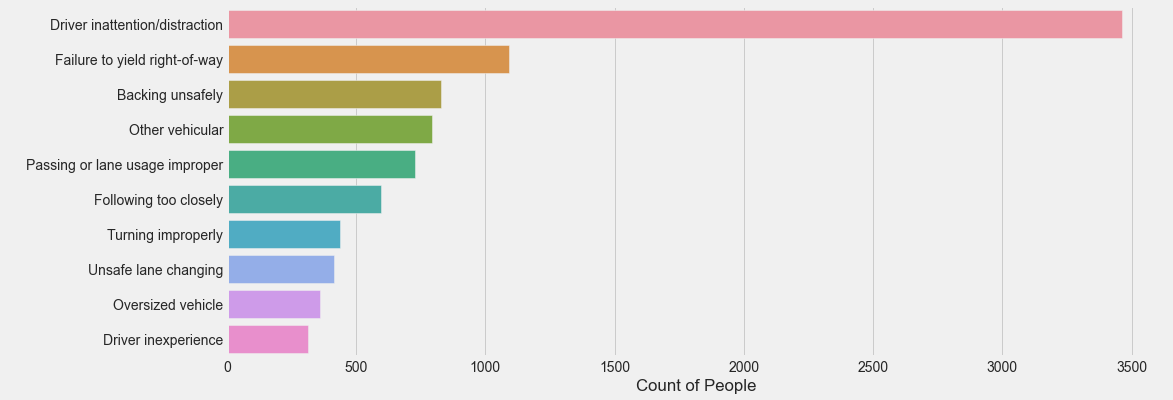 Driver inattention/distraction
Failure to yield right-of-way
Backing unsafely
Other vehicular
Passing or lane usage improper
Following too closely
Turning improperly
Unsafe lane changing
Oversized vehicle
Driver inexperience
0 500 1000 1500 2000 2500 3000 3500
Count of People